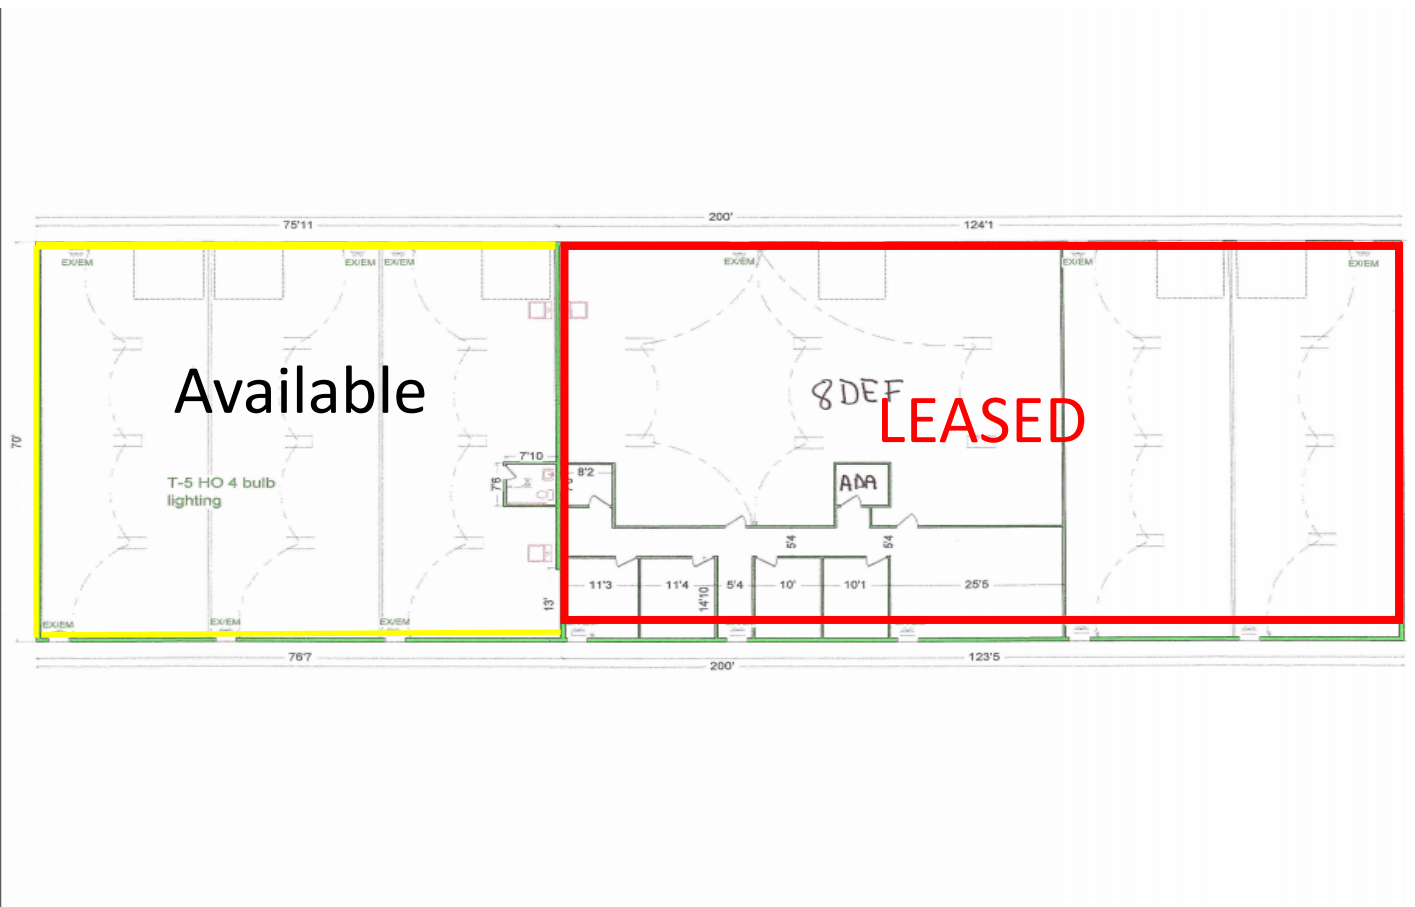 200'
75'11
124'1
EX/EM
EX/EM
EX/EM
EX/EM
EX/EM
EX/EM
Available
8DEF
LEASED
70'
7'10
8'2
T-5 HO 4 bulb
lighting
7'6
ADA
5'4
5'4
11'3
11'4
5'4
10'
10'1
25'5
14'10
13'
EX/EM
EX/EM
EX/EM
76'7
123'5
200'